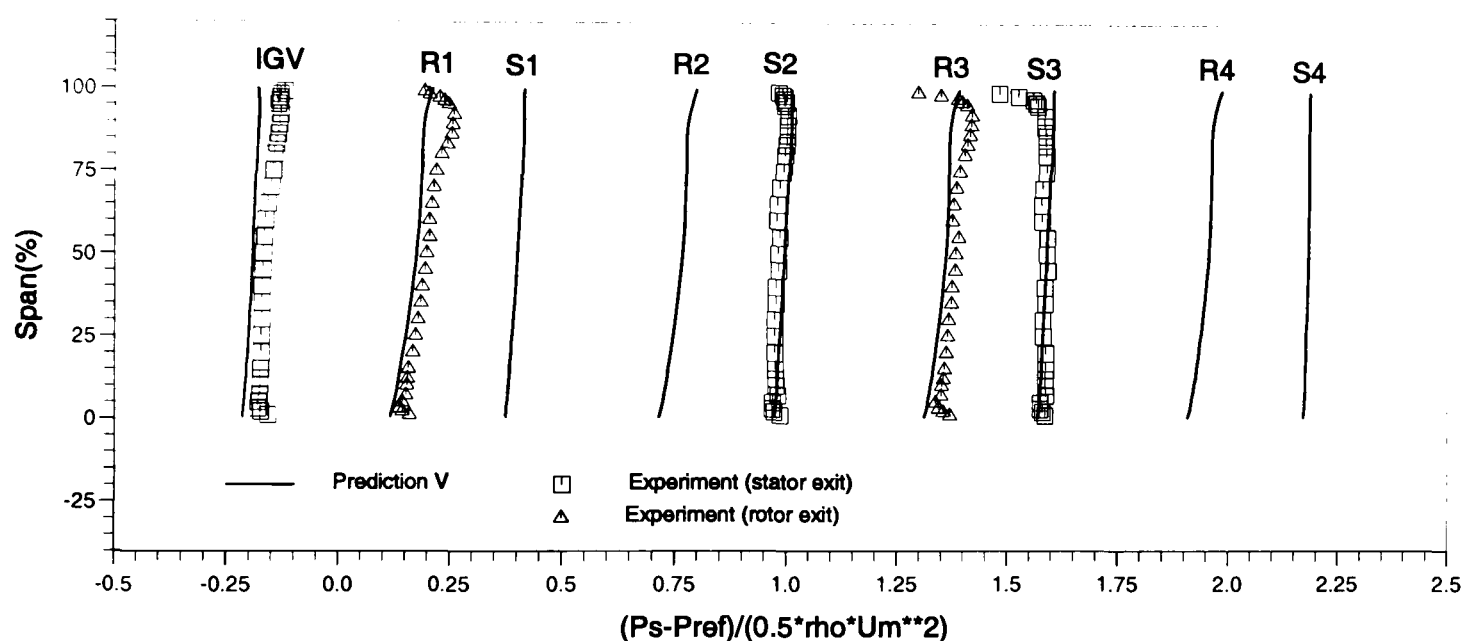 IGV R1 S1 R2 S2 R3 S3 R4 S4
100
75
50
25
0
-25
Span(%)
Prediction V
Experiment (stator exit)
Experiment (rotor exit)
-0.5 -0.25 0.0 0.25 0.5 0.75 1.0 1.25 1.5 1.75 2.0 2.25 2.5
(Ps-Pref)/(0.5*rho*Um**2)